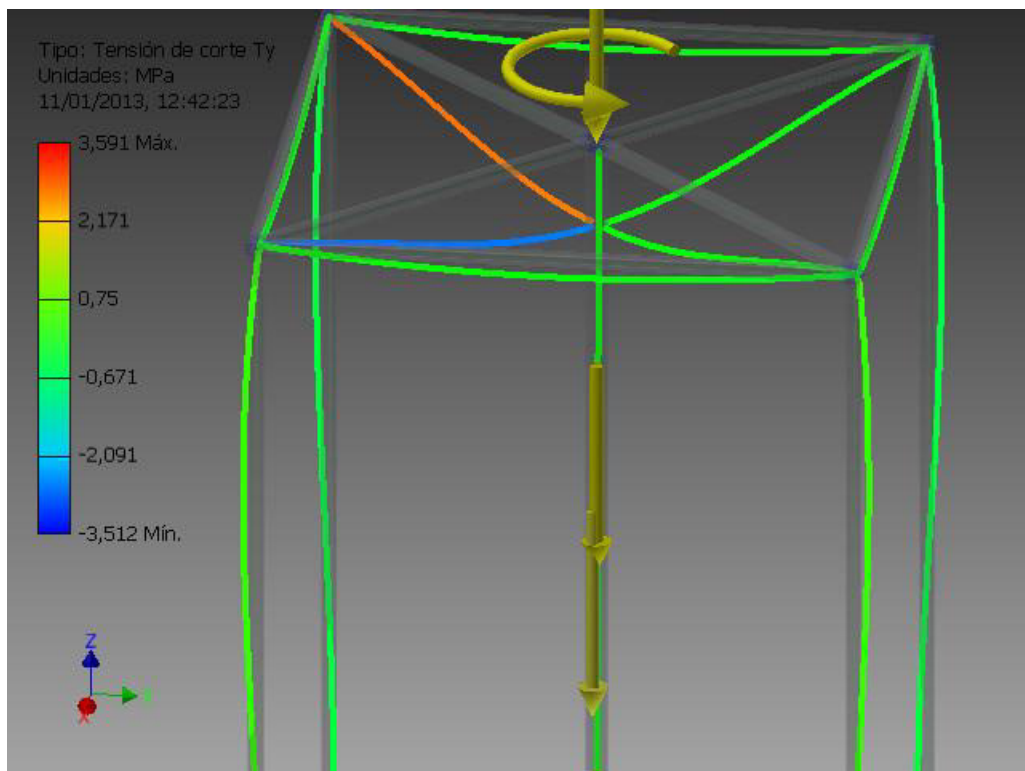 Tipo: Tensión de corte Ty
Unidades: MPa
11/01/2013, 12:42:23
3,591 Máx.
2,171
0,75
-0,671
-2,091
-3,512 Mín.
Z
X